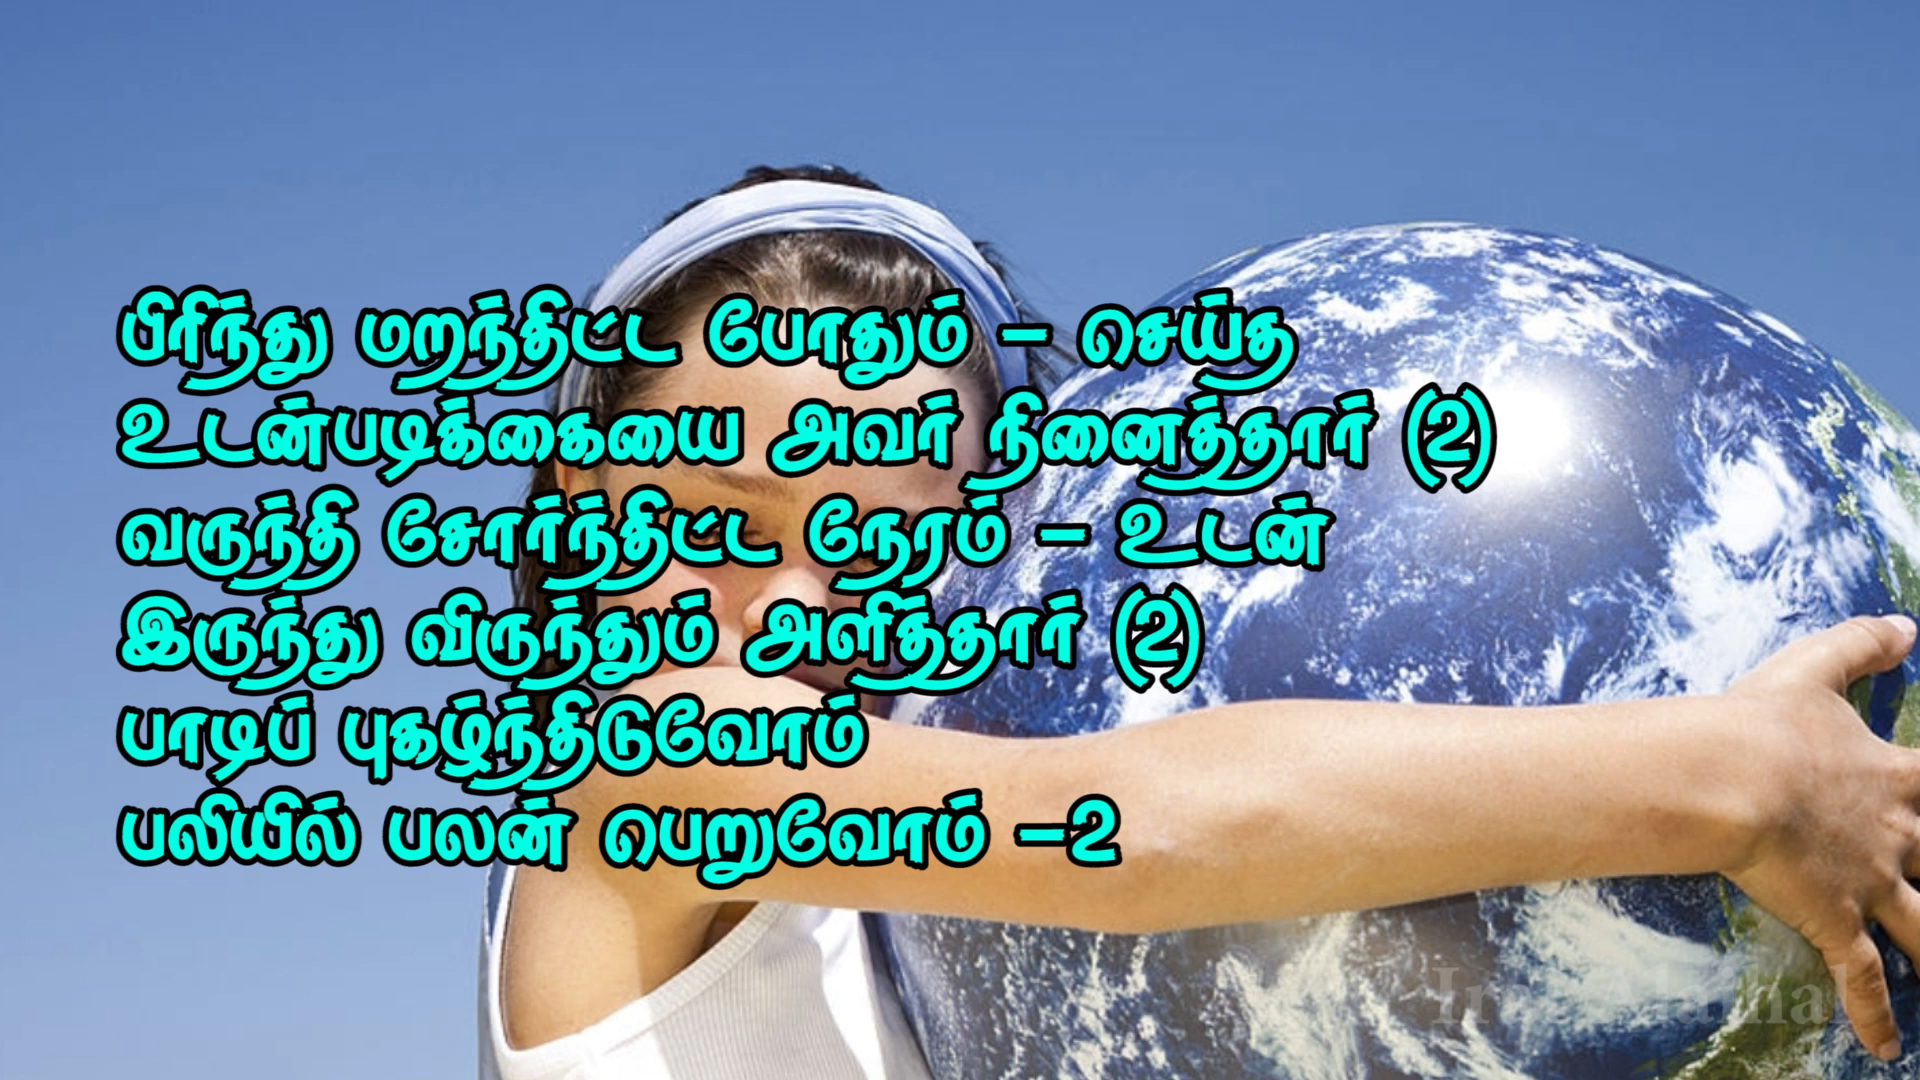 பிரிந்து மறந்திட்ட போதும் – செய்த
உடன்படிக்கையை அவர் நினைத்தார் (2)
வருந்தி சோர்ந்திட்ட நேரம் – உடன்
இருந்து விருந்தும் அளித்தார் (2)
பாடிப் புகழ்ந்திடுவோம்
பலியில் பலன் பெறுவோம் –2